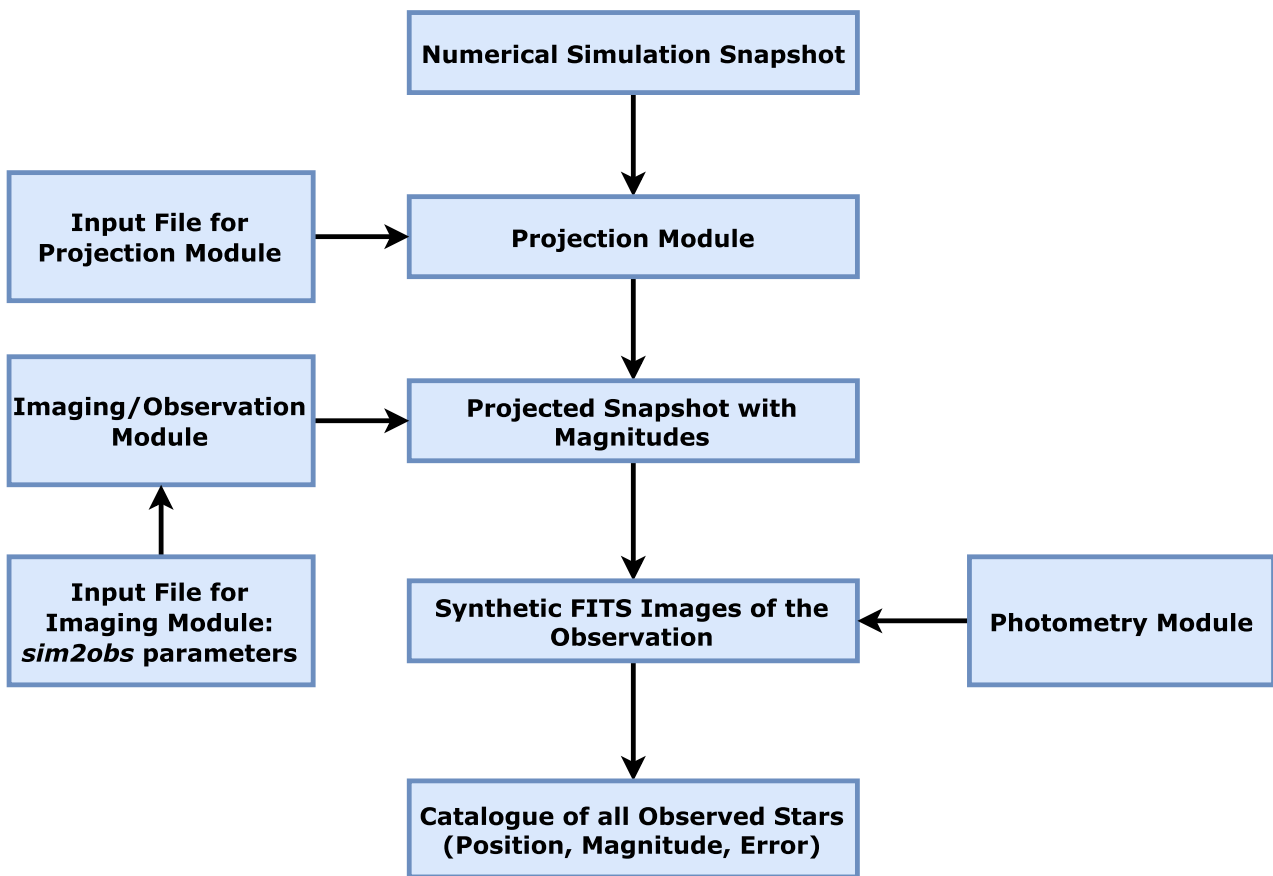 Numerical Simulation Snapshot
Input File for
Projection Module
Projection Module
Imaging/Observation
Module
Projected Snapshot with
Magnitudes
Input File for
Imaging Module:
sim2obs parameters
Synthetic FITS Images of the
Observation
Photometry Module
Catalogue of all Observed Stars
(Position, Magnitude, Error)